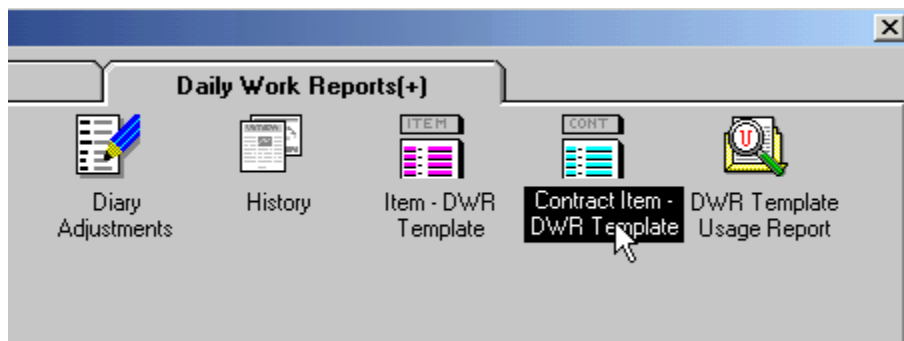 Daily Work Reports(+)
ITEM
CONT
U
Diary
Adjustments
History
Item - DWR
Template
Contract Item -
DWR Template
DWR Template
Usage Report